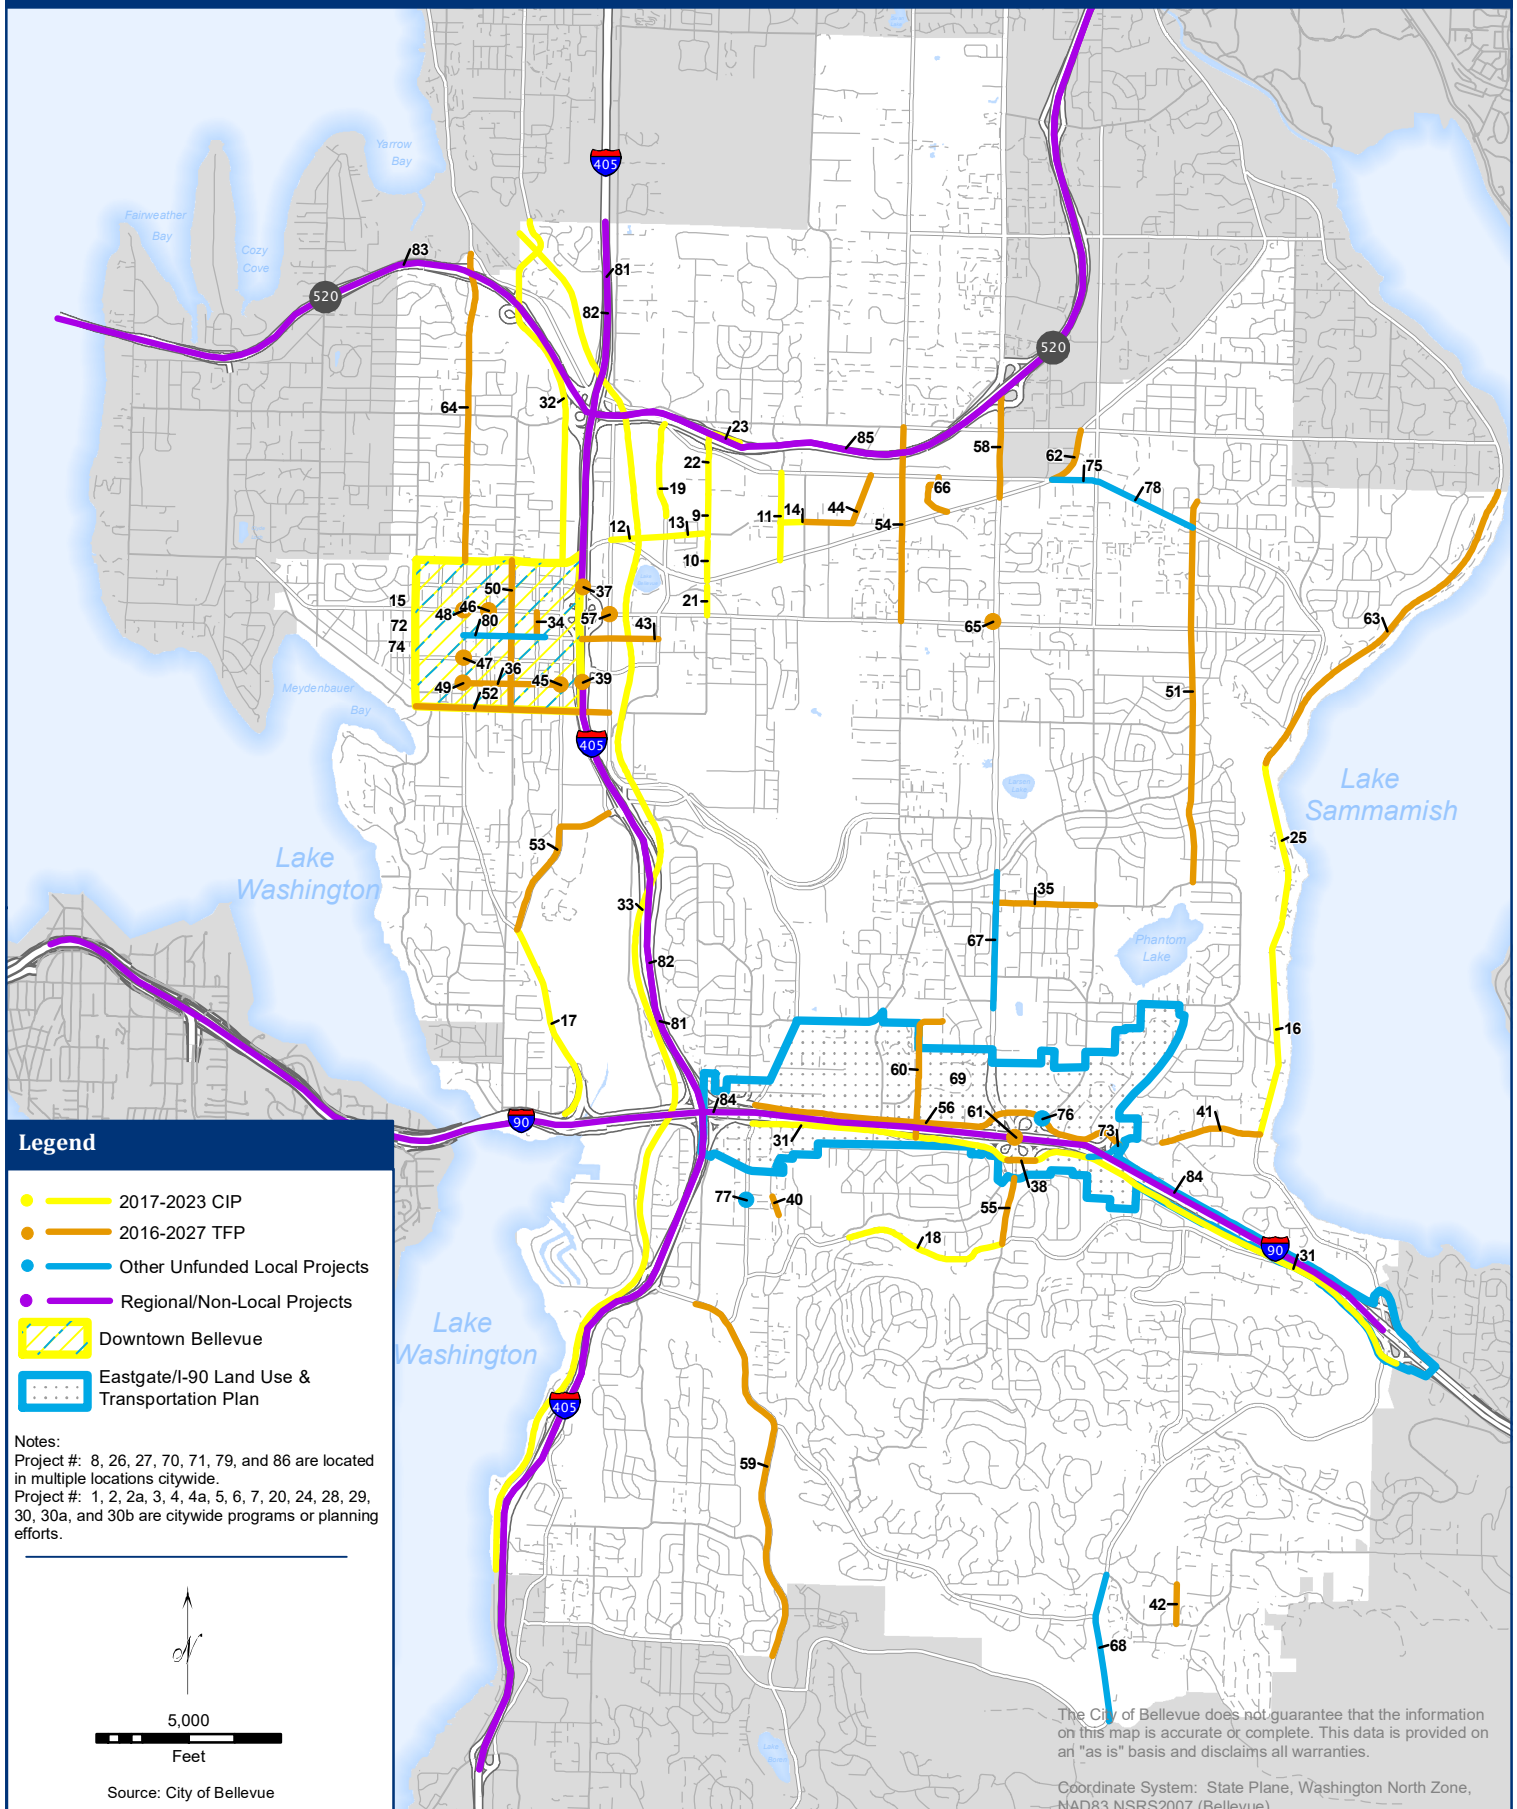 405
Yarrow
Bay
Fairweather
Bay
Cozy
Cove
83
81
520
82
520
64
32
23
85
58
62
75
22
19
66
78
9
13
12
11
14
44
54
10
50
37
15
46
48
21
57
34
80
43
72
65
63
74
47
36
49
45
39
51
52
Meydenbauer
Bay
405
Lake
Sammamish
25
53
Lake
Washington
35
33
67
Phantom
Lake
82
17
81
16
60
69
84
56
61
76
41
90
31
73
38
84
77
40
55
18
90
31
Lake
Washington
405
59
42
68
Legend
2017-2023 CIP
2016-2027 TFP
Other Unfunded Local Projects
Regional/Non-Local Projects
Downtown Bellevue
Eastgate/I-90 Land Use &
Transportation Plan
Notes:
Project #:  8, 26, 27, 70, 71, 79, and 86 are located
in multiple locations citywide.
Project #:  1, 2, 2a, 3, 4, 4a, 5, 6, 7, 20, 24, 28, 29,
30, 30a, and 30b are citywide programs or planning
efforts.
N
5,000
Feet
Source: City of Bellevue
The City of Bellevue does not guarantee that the information
on this map is accurate or complete. This data is provided on
an "as is" basis and disclaims all warranties.
Coordinate System:  State Plane, Washington North Zone,
NAD83 NSRS2007 (Bellevue)